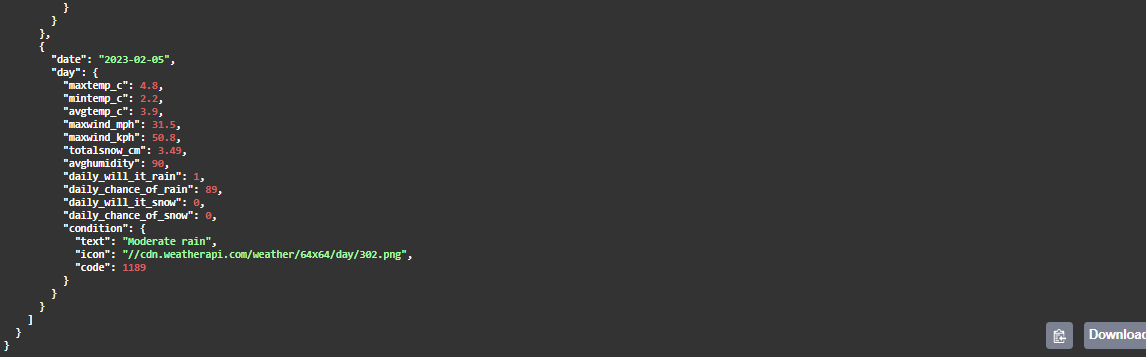 }
}
},
{
"date": "2023-02-05",
"day": {
"maxtemp_c": 4.8,
"mintemp_c": 2.2,
"avgtemp_c": 3.9,
"maxwind_mph": 31.5,
"maxwind_kph": 50.8,
"totalsnow_cm": 3.49,
"avghumidity": 90,
"daily_will_it_rain": 1,
"daily_chance_of_rain": 89,
"daily_will_it_snow": 0,
"daily_chance_of_snow": 0,
"condition": {
"text": "Moderate rain",
"icon": "//cdn.weatherapi.com/weather/64x64/day/302.png",
"code": 1189
}
}
}
]
}
}
Download